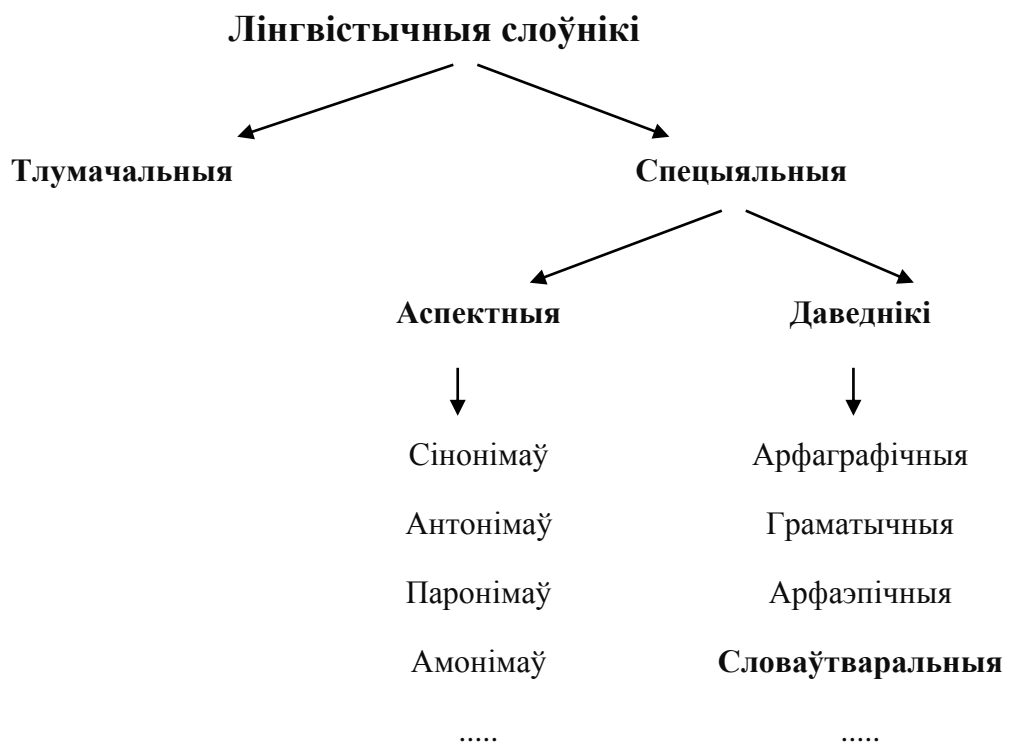 Лінгвістычныя слоўнікі
Тлумачальныя Спецыяльныя
Аспектныя Даведнікі
Сінонімаў Арфаграфічныя
Антонімаў Граматычныя
Паронімаў Арфаэпічныя
Амонімаў Словаўтваральныя
..... .....